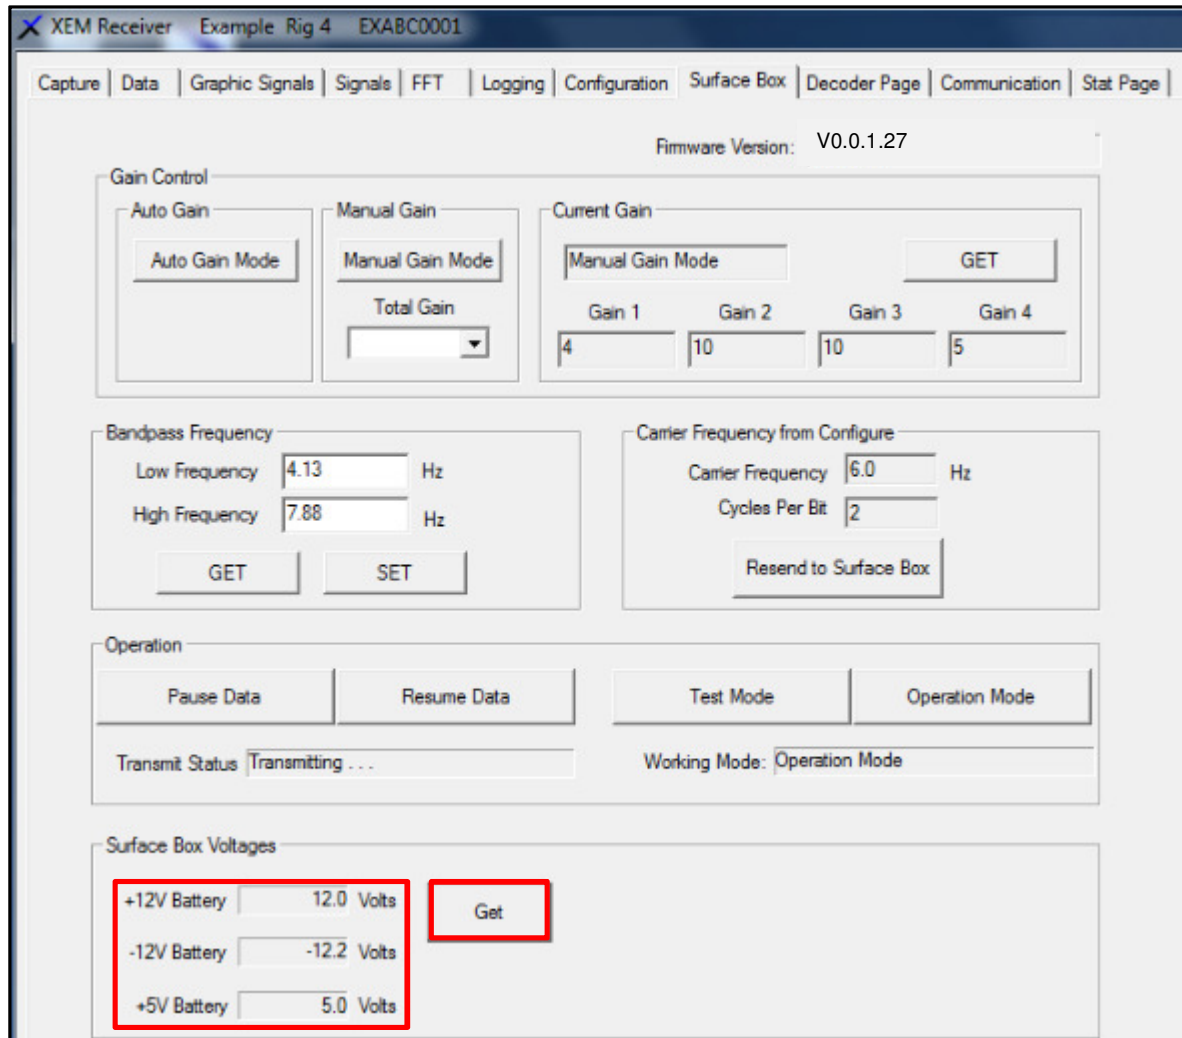 XEM Receiver Example Rig 4 EXABC0001
Capture Data Graphic Signals Signals FFT Logging Configuration Surface Box Decoder Page Communication Stat Page
Firmware Version: V0.0.1.27
Gain Control
Auto Gain Manual Gain Current Gain
Auto Gain Mode Manual Gain Mode Manual Gain Mode GET
Total Gain Gain 1 Gain 2 Gain 3 Gain 4
4 10 10 5
Bandpass Frequency Carrier Frequency from Configure
Low Frequency 4.13 Hz Carrier Frequency 6.0 Hz
High Frequency 7.88 Hz Cycles Per Bit 2
GET SET Resend to Surface Box
Operation
Pause Data Resume Data Test Mode Operation Mode
Transmit Status Transmitting . . . Working Mode: Operation Mode
Surface Box Voltages
+12V Battery 12.0 Volts Get
-12V Battery -12.2 Volts
+5V Battery 5.0 Volts